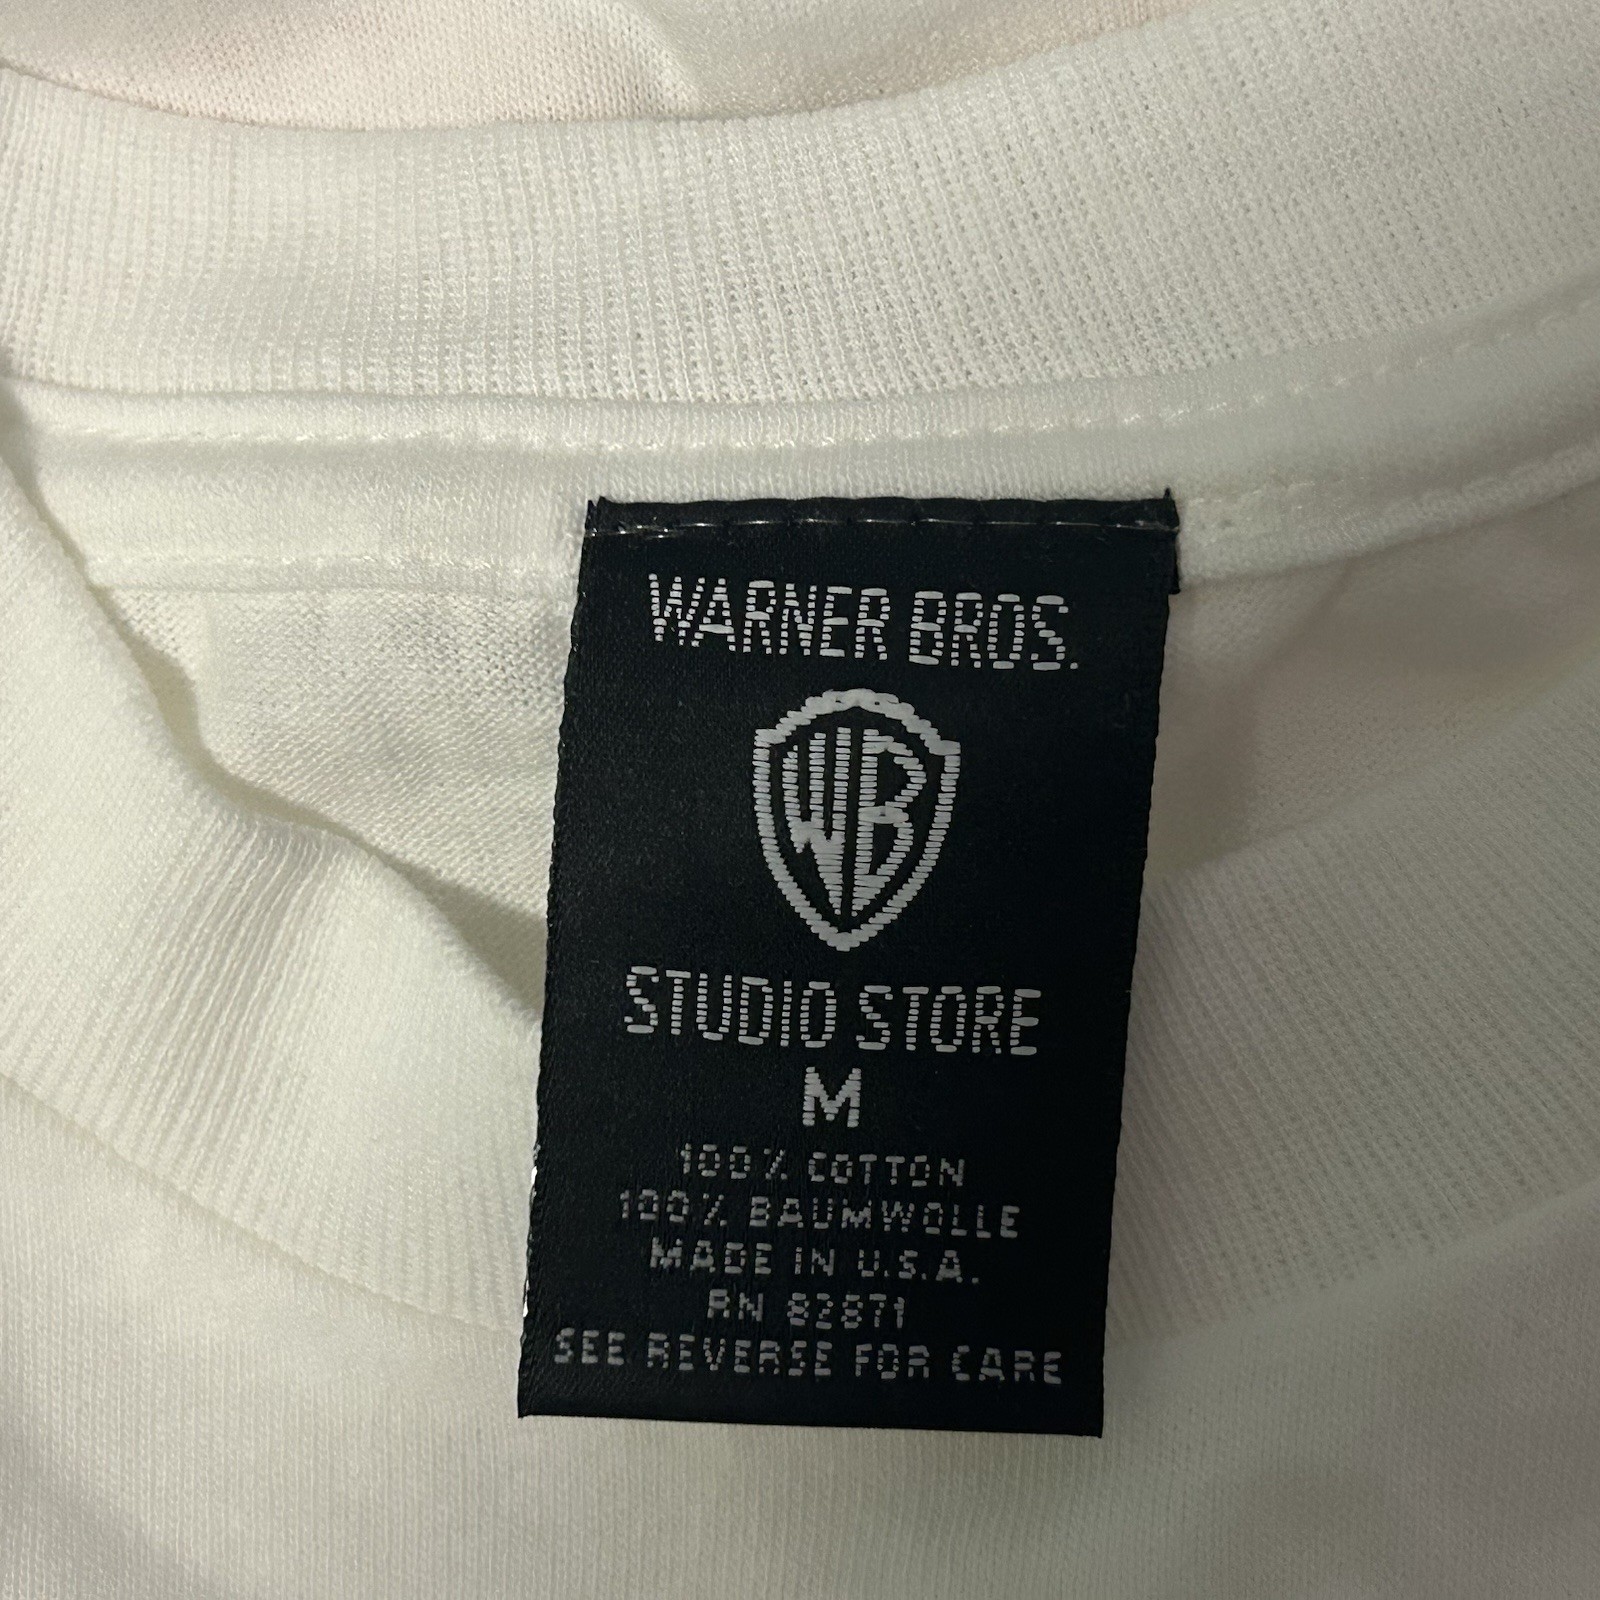 WARNER BROS.
WB
STUDIO STORE
M
100% COTTON
100% BAUMWOLLE
MADE IN U.S.A.
RN 82871
SEE REVERSE FOR CARE